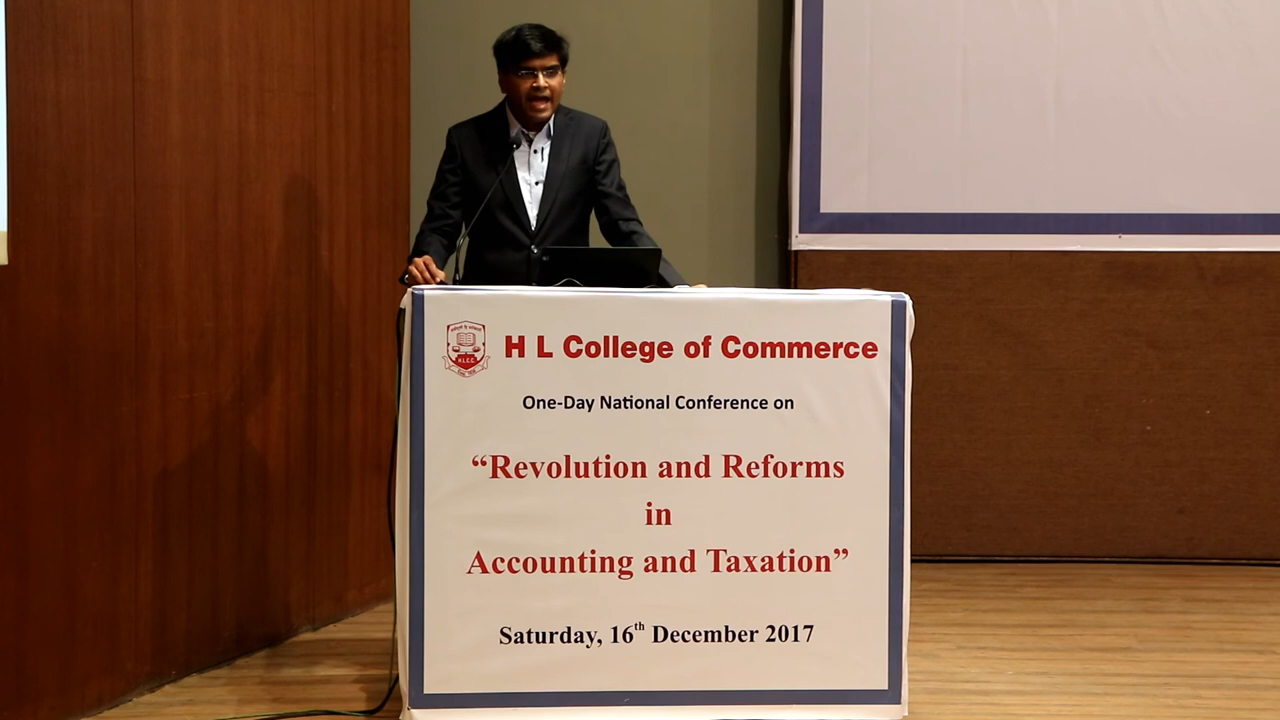 H.L.C.C.
H L College of Commerce
One-Day National Conference on
“Revolution and Reforms
in
Accounting and Taxation”
Saturday, 16th December 2017